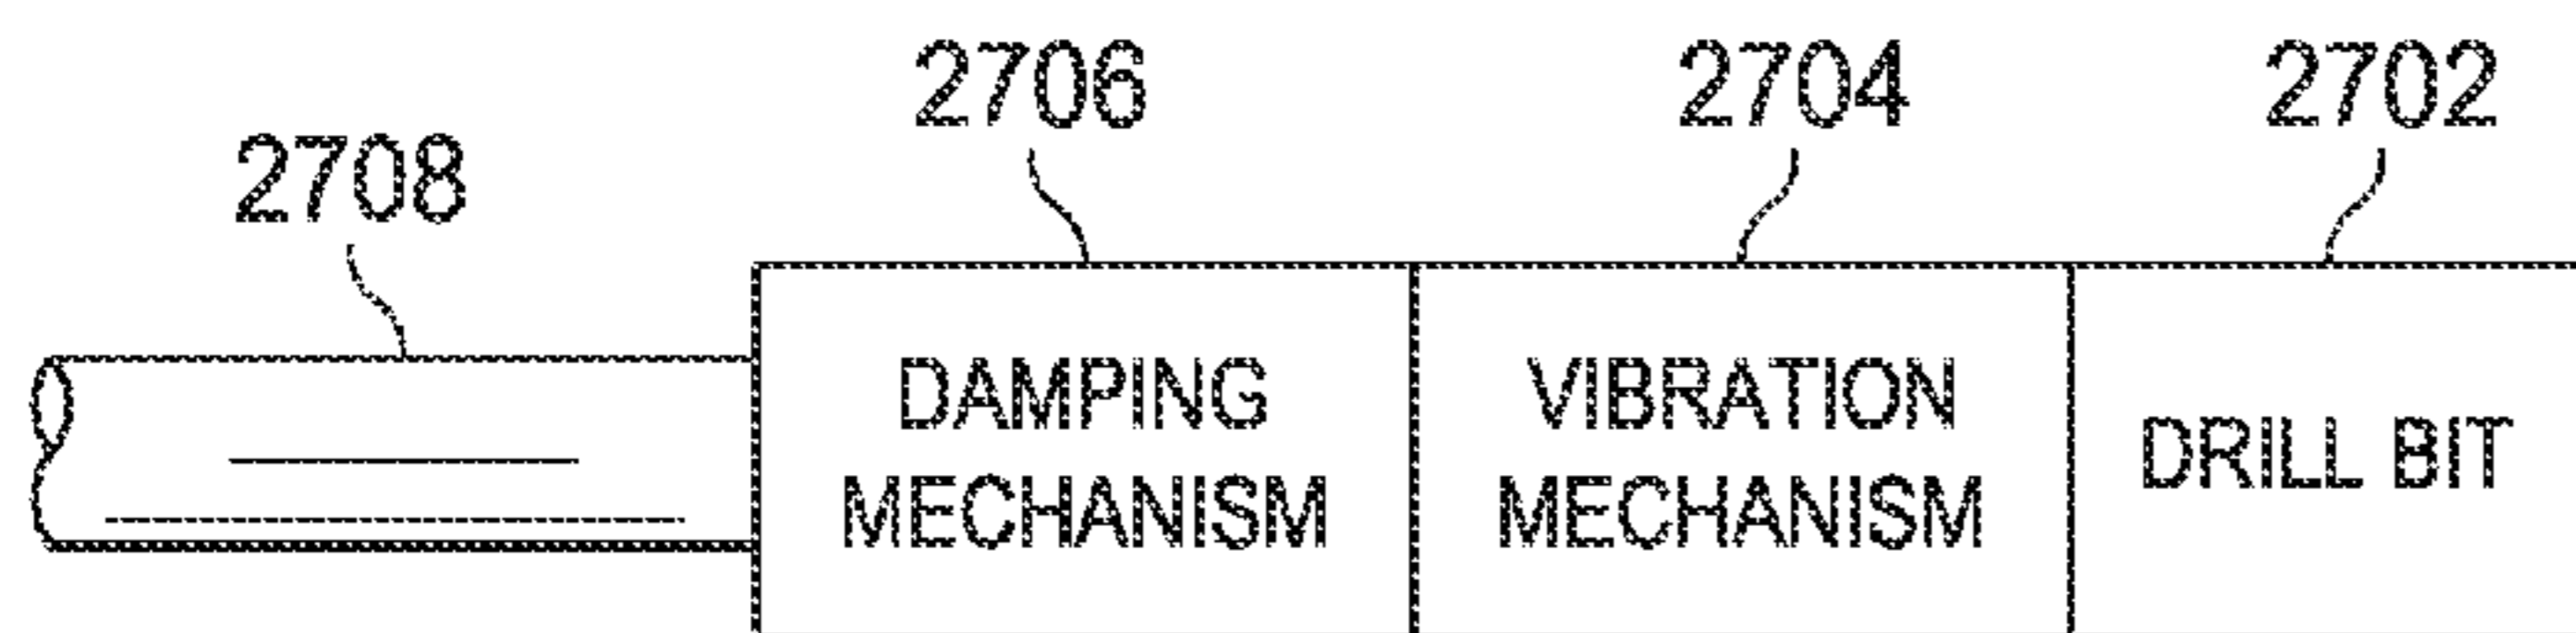 2706
2704
2702
2708
DAMPING
MECHANISM
VIBRATION
MECHANISM
DRILL BIT